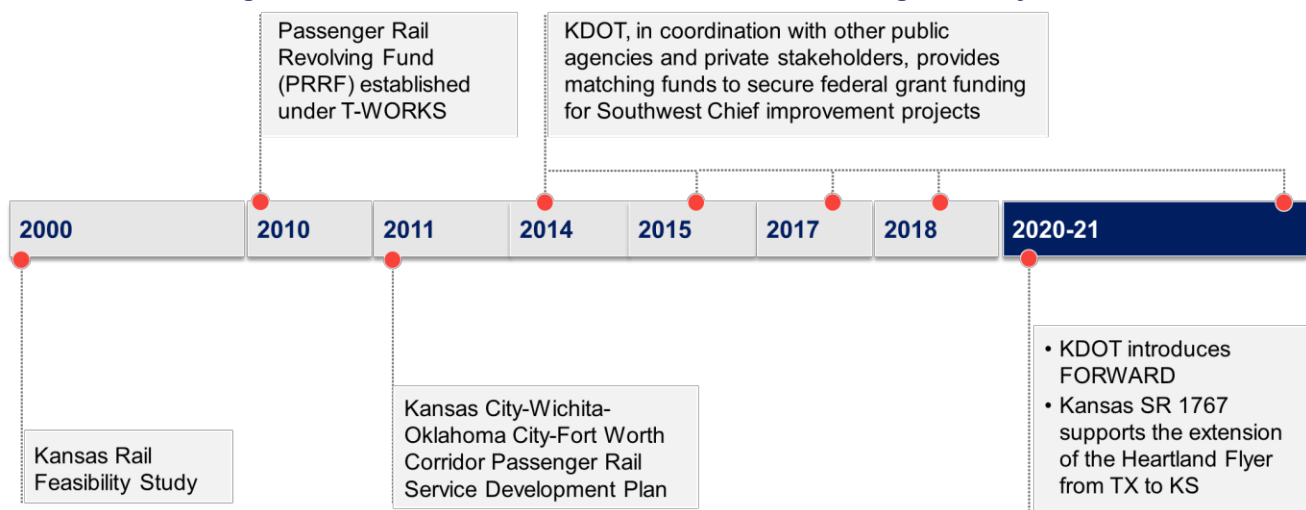 Passenger Rail
Revolving Fund
(PRRF) established
under T-WORKS
KDOT, in coordination with other public
agencies and private stakeholders, provides
matching funds to secure federal grant funding
for Southwest Chief improvement projects
2000
2010
2011
2014
2015
2017
2018
2020-21
Kansas Rail
Feasibility Study
Kansas City-Wichita-
Oklahoma City-Fort Worth
Corridor Passenger Rail
Service Development Plan
• KDOT introduces
FORWARD
• Kansas SR 1767
supports the extension
of the Heartland Flyer
from TX to KS